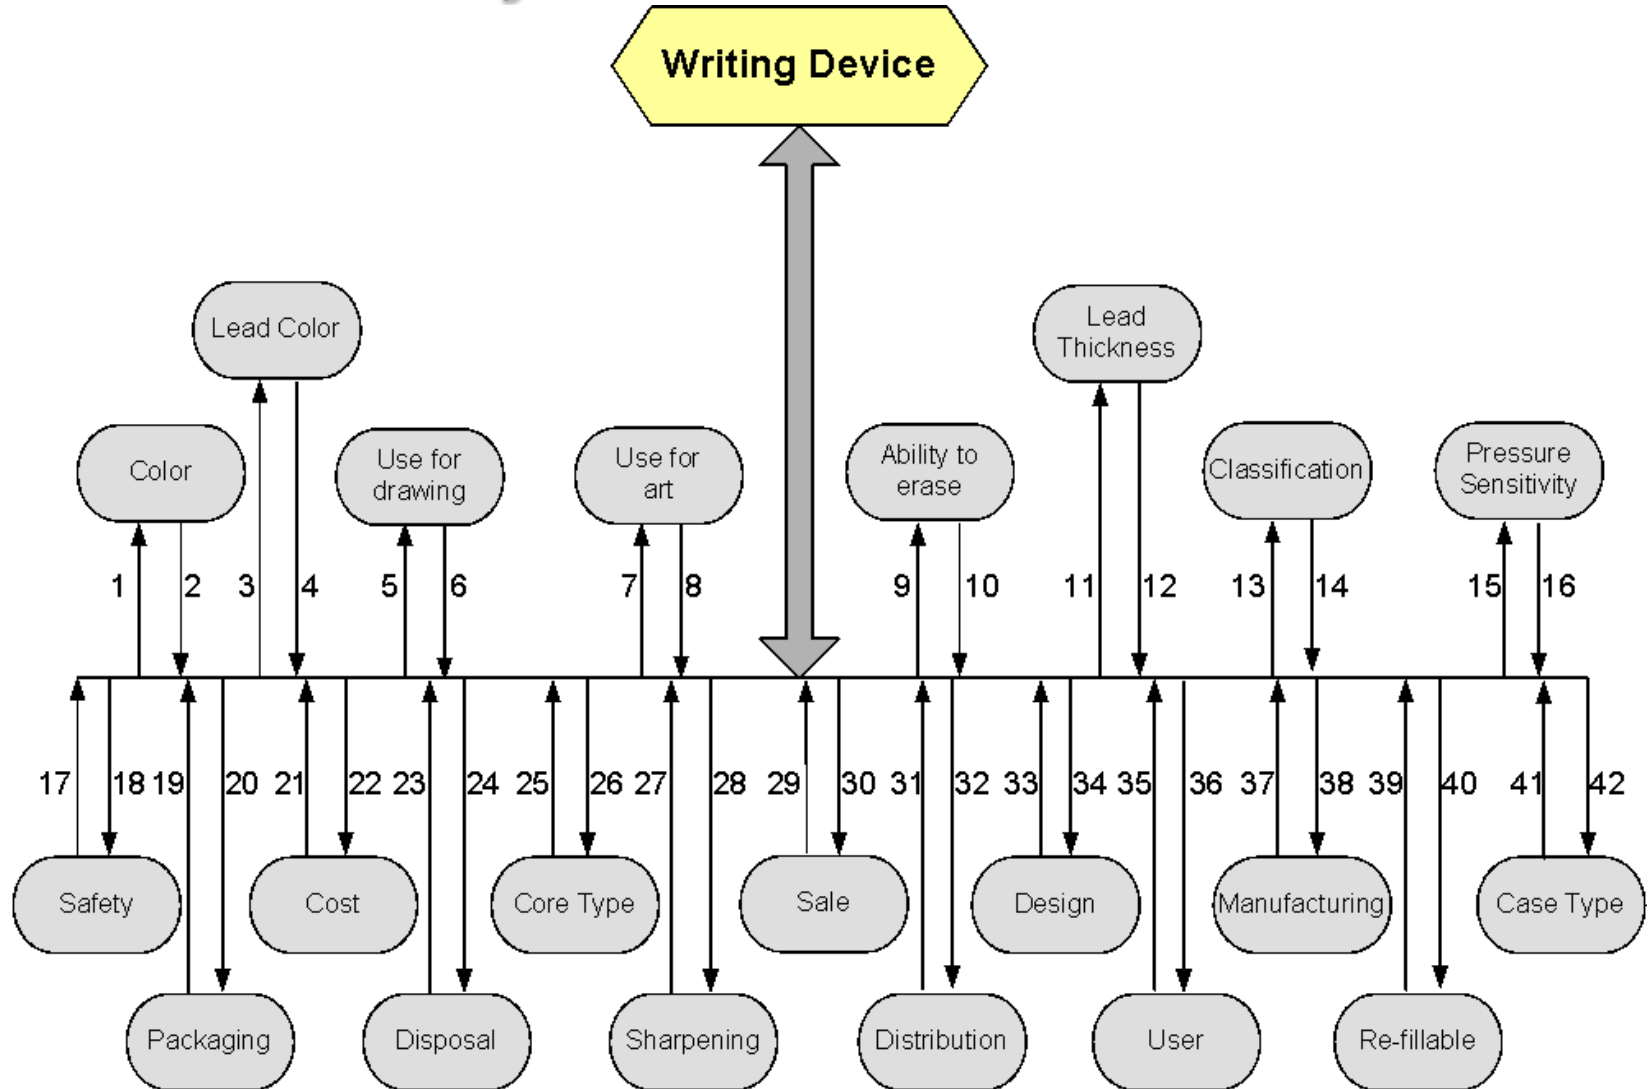 Writing Device
Lead Color
Lead
Thickness
Color
Use for
drawing
Use for
art
Ability to
erase
Classification
Pressure
Sensitivity
1 2 3 4 5 6 7 8 9 10 11 12 13 14 15 16
17 18 19 20 21 22 23 24 25 26 27 28 29 30 31 32 33 34 35 36 37 38 39 40 41 42
Safety
Cost
Core Type
Sale
Design
Manufacturing
Case Type
Packaging
Disposal
Sharpening
Distribution
User
Re-fillable